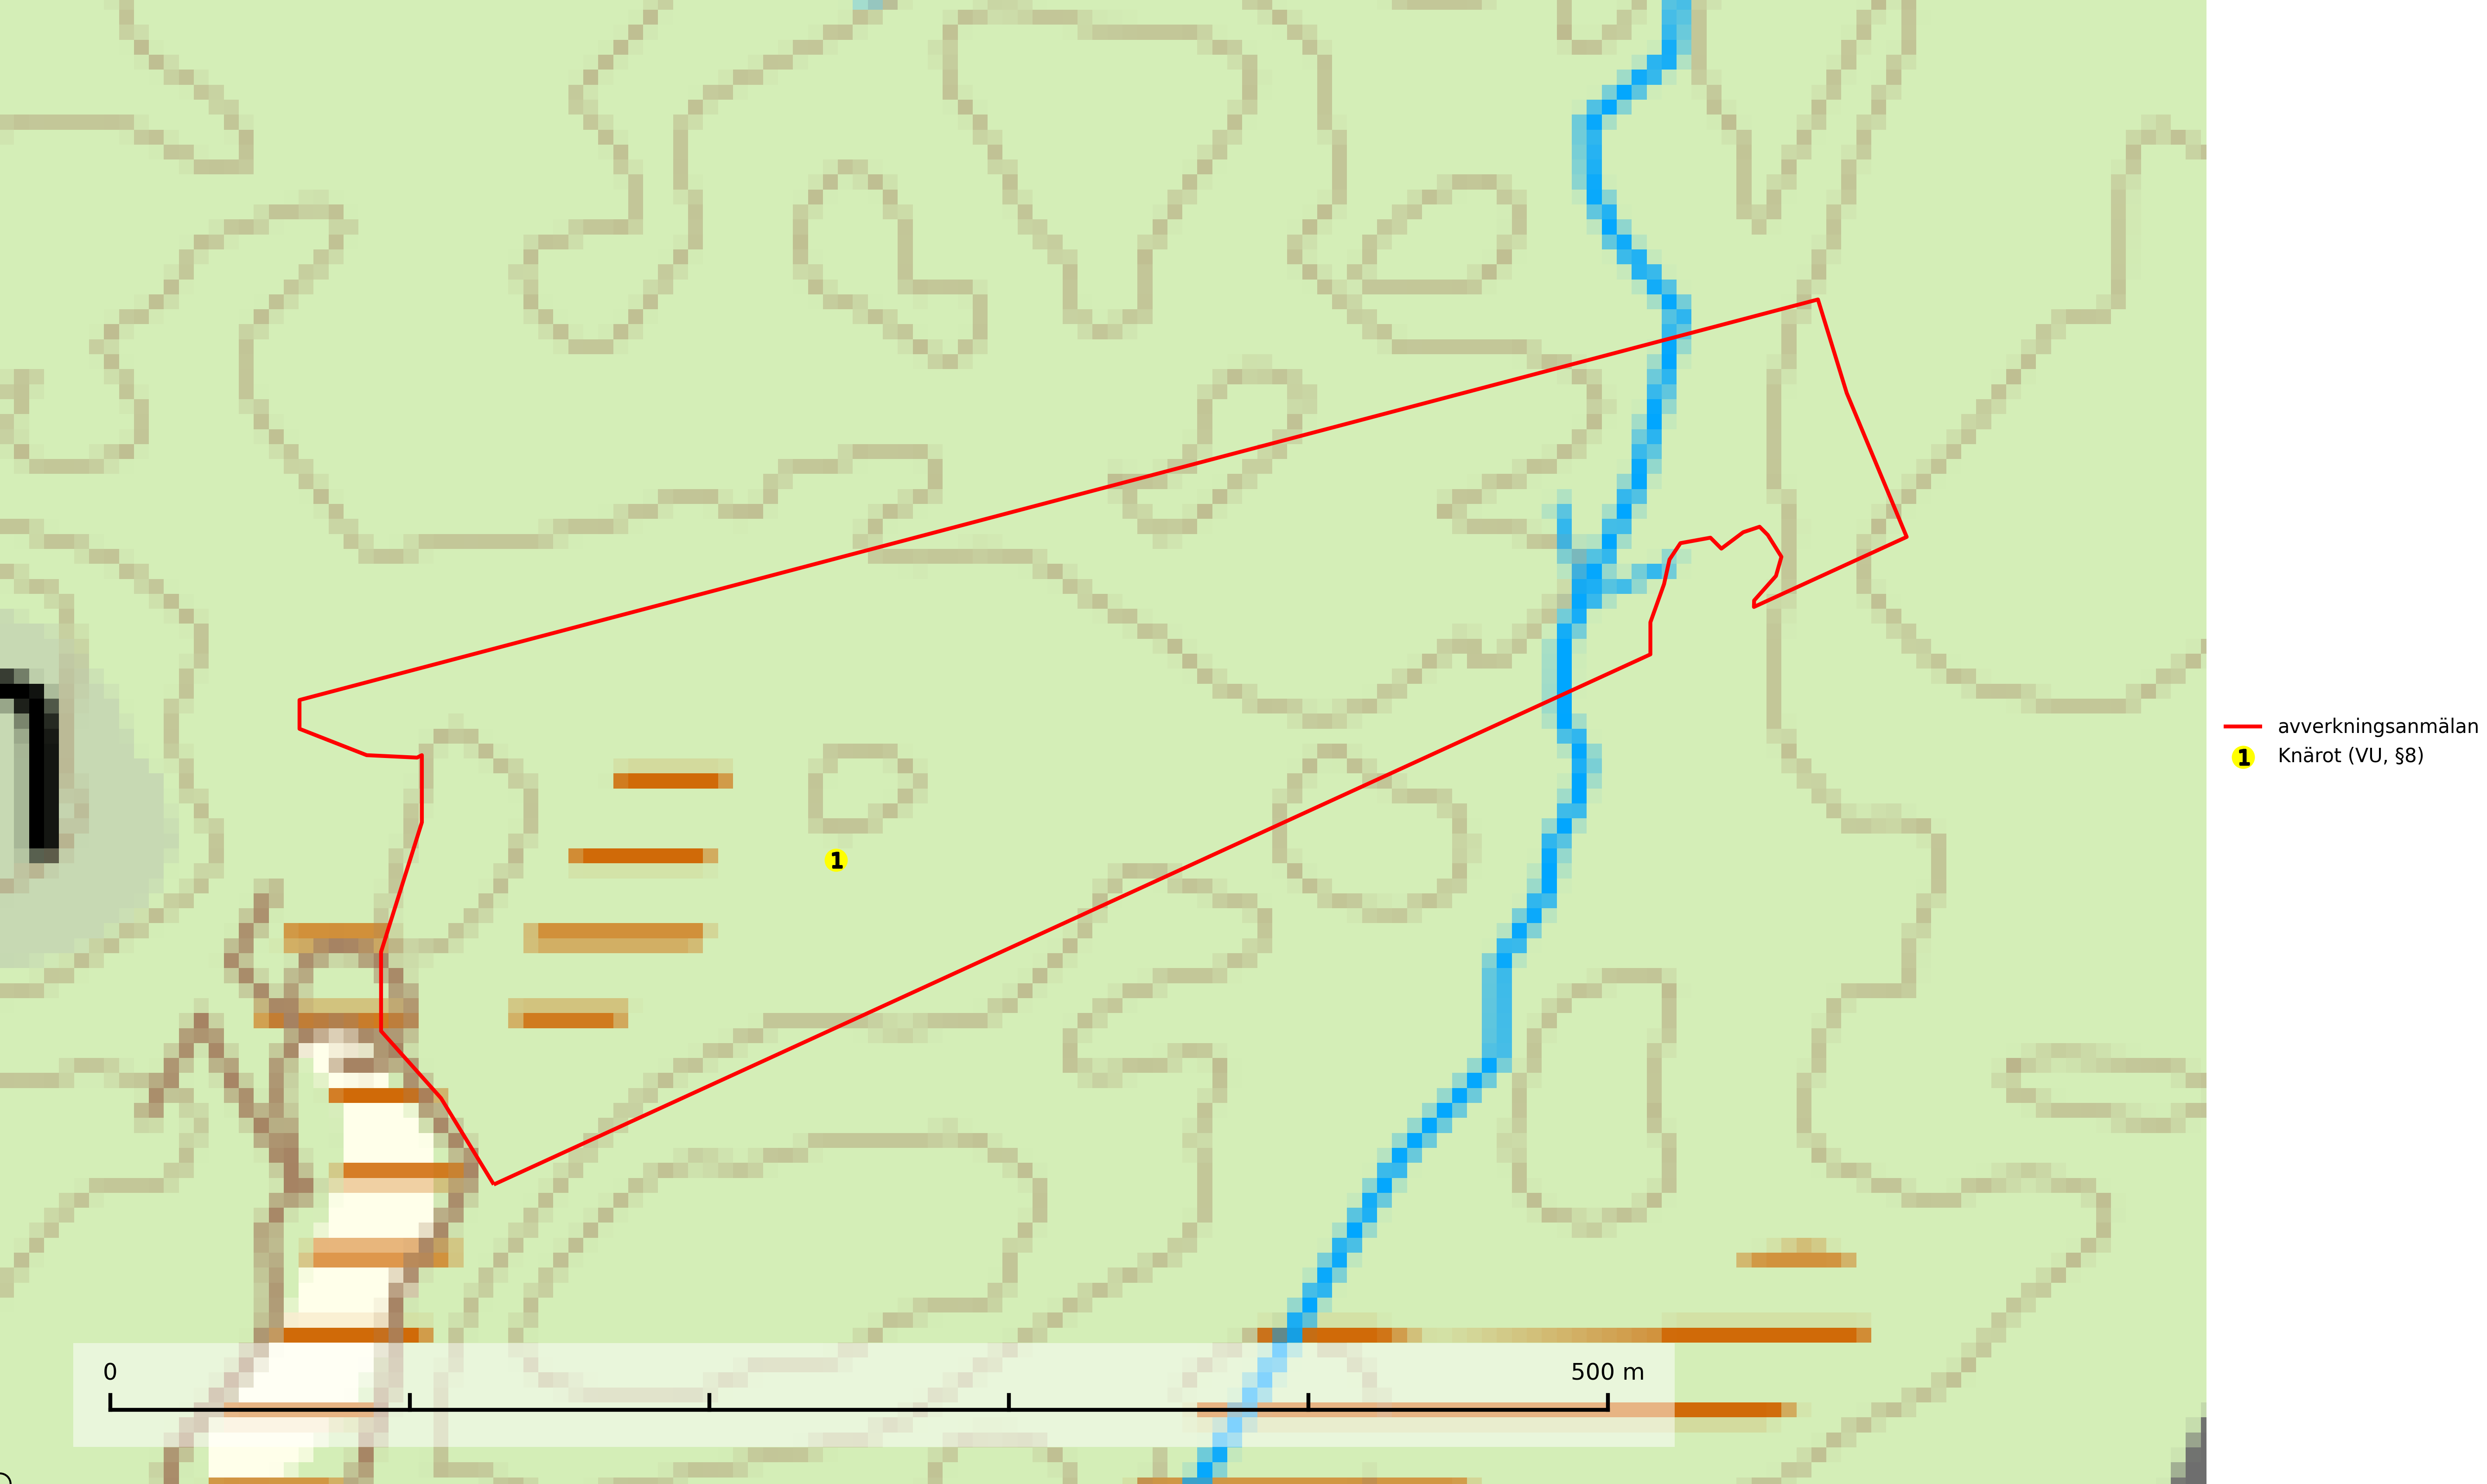 avverkningsanmälan
1 Knärot (VU, §8)
1
0 500 m